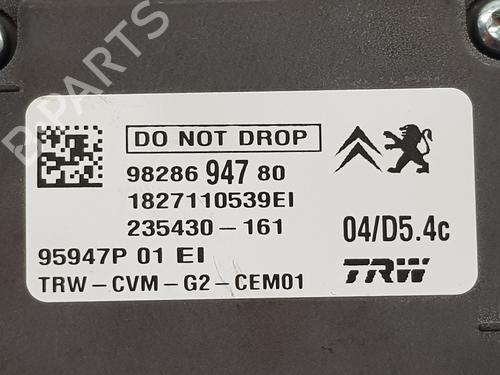 DO NOT DROP
98286 947 80
1827110539EI
235430-161
04/D5.4c
95947P 01 EI
TRW
TRW-CVM-G2-CEM01
B-PARTS